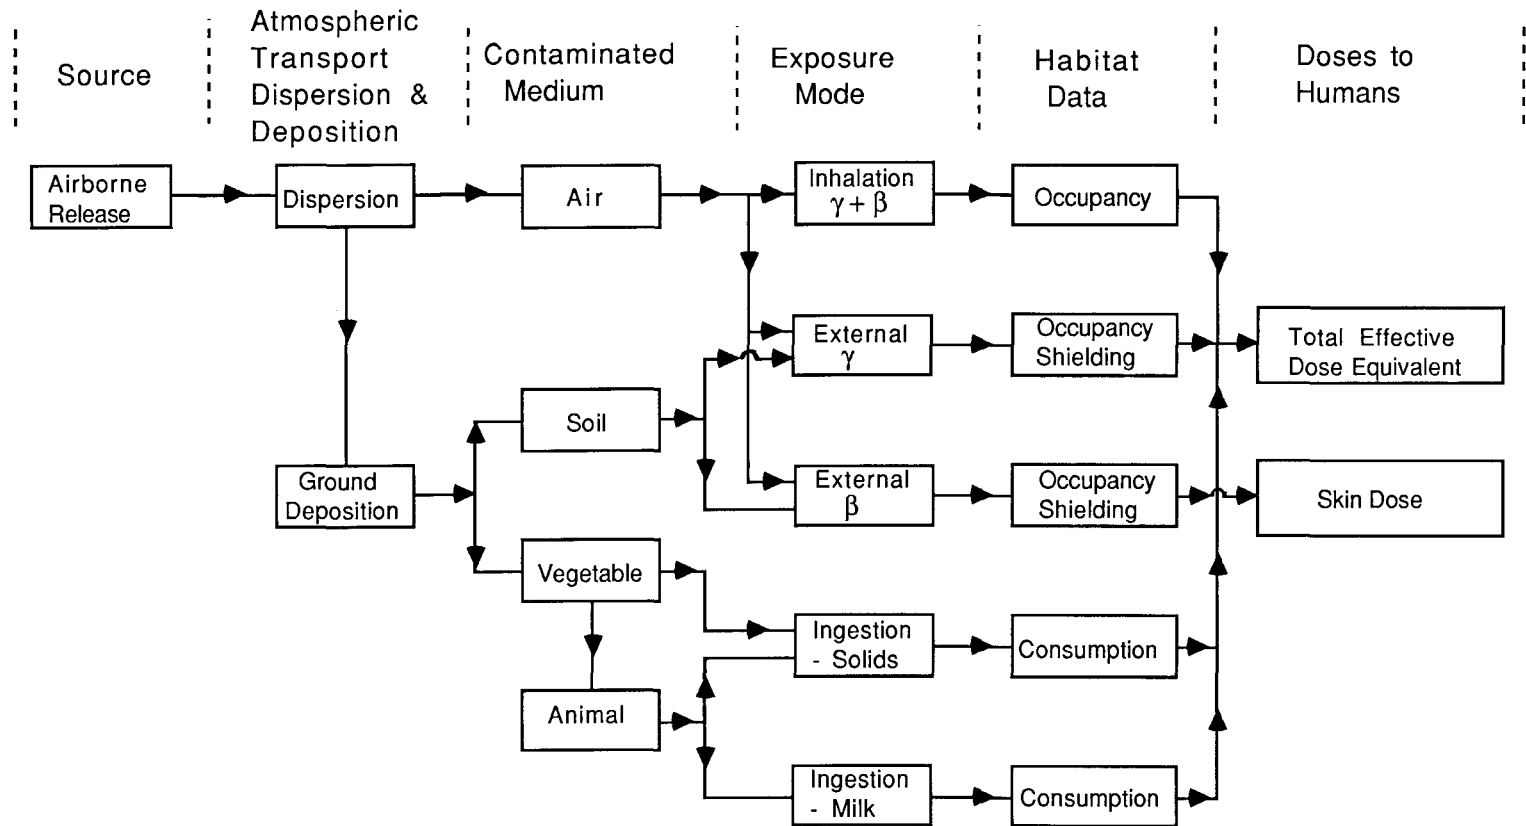 Source
Atmospheric
Transport
Dispersion &
Deposition
Contaminated
Medium
Exposure
Mode
Habitat
Data
Doses to
Humans
Airborne
Release
Dispersion
Air
Inhalation
γ + β
Occupancy
External
γ
Occupancy
Shielding
Total Effective
Dose Equivalent
Soil
Ground
Deposition
External
β
Occupancy
Shielding
Skin Dose
Vegetable
Ingestion
- Solids
Consumption
Animal
Ingestion
- Milk
Consumption